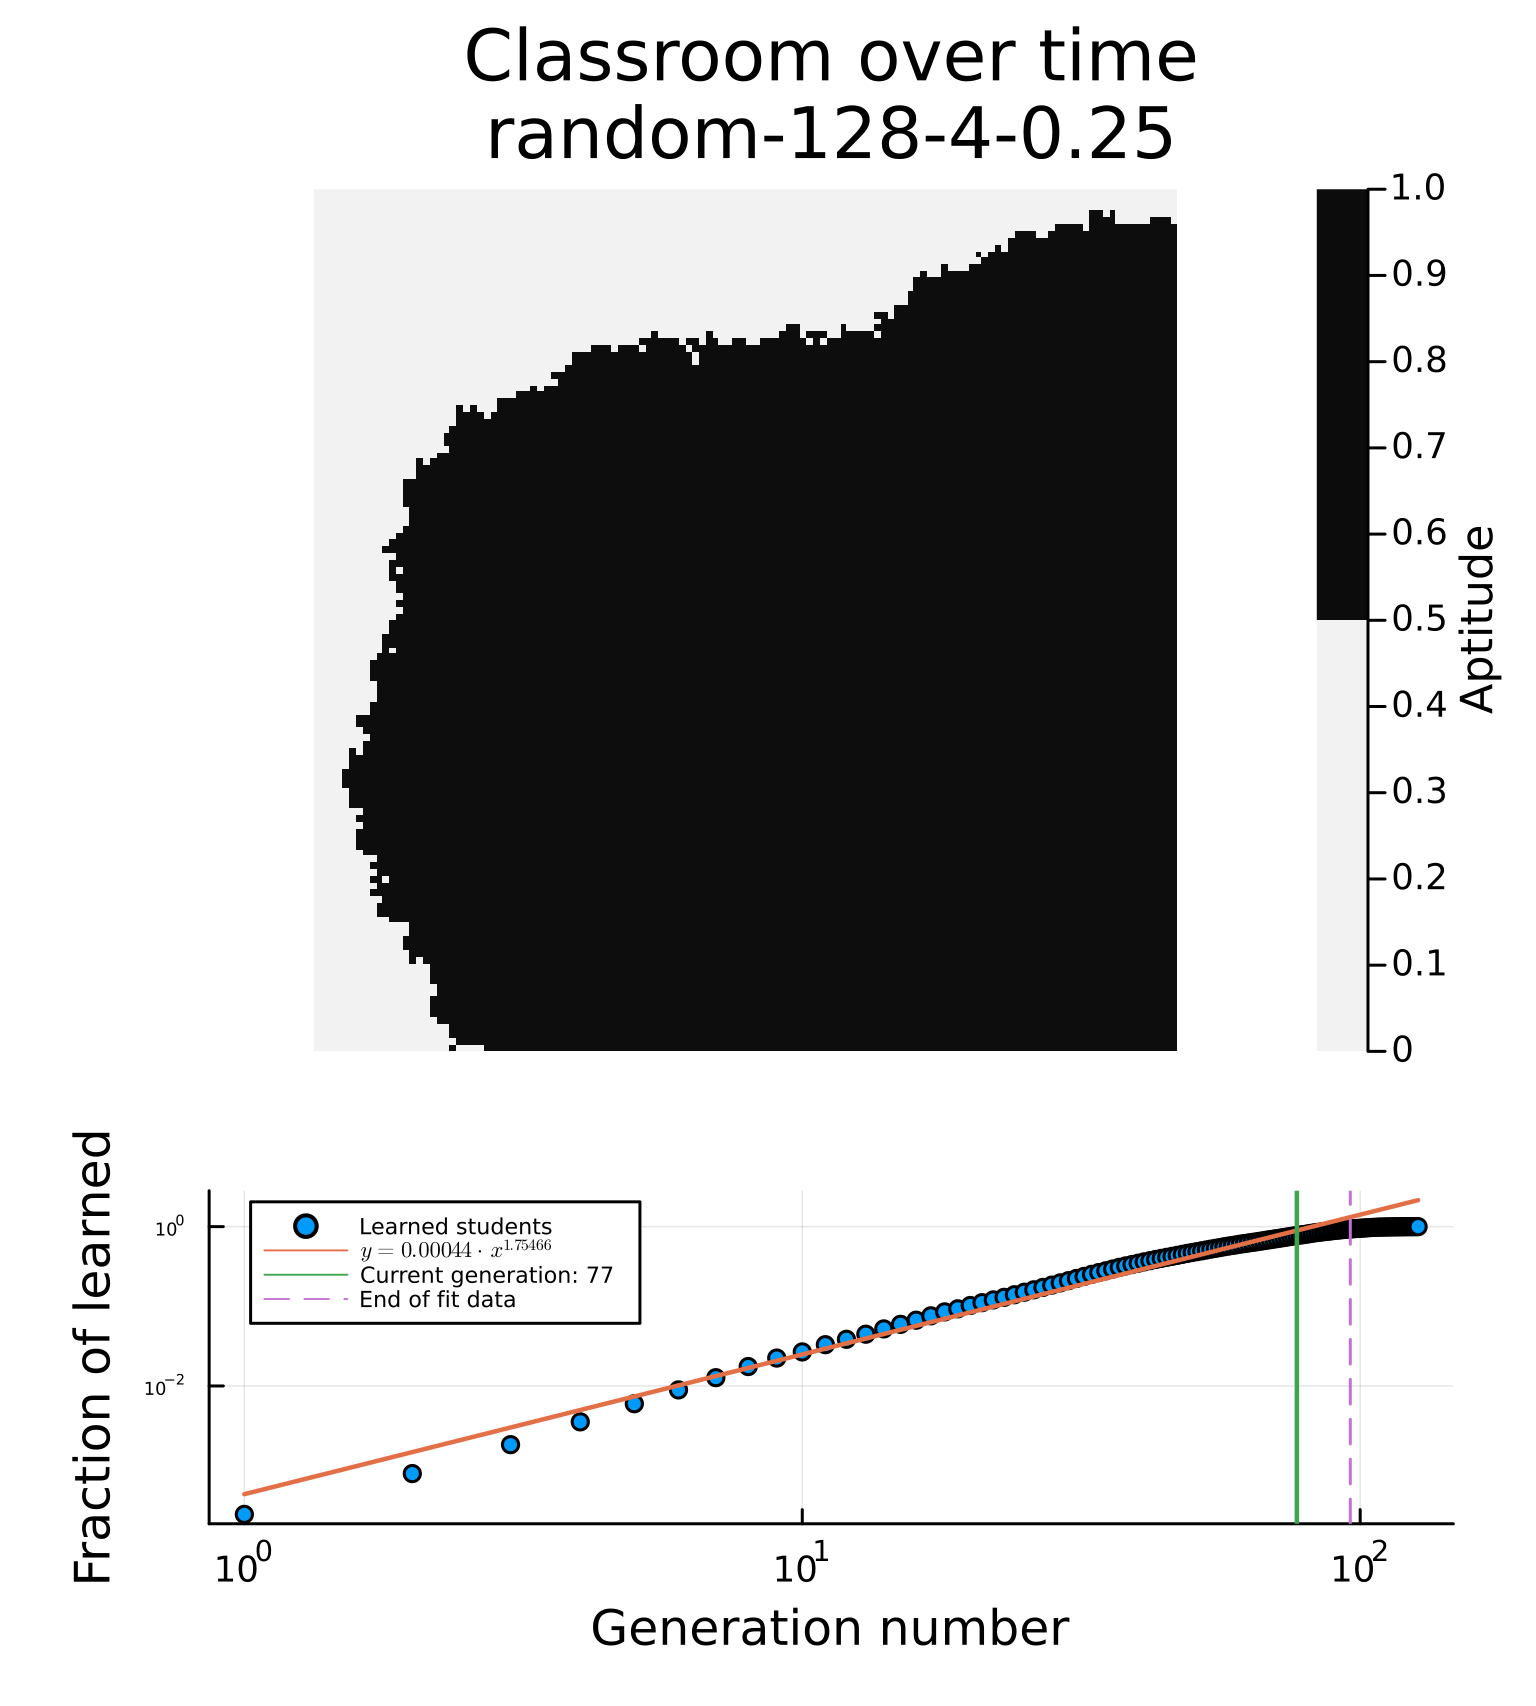 Classroom over time
random-128-4-0.25
1.0
0.9
0.8
0.7
0.6
0.5
0.4
0.3
0.2
0.1
0
Aptitude
Fraction of learned
10^0
10^-2
Learned students
y = 0.00044 · x^1.75466
Current generation: 77
End of fit data
10^0
10^1
10^2
Generation number